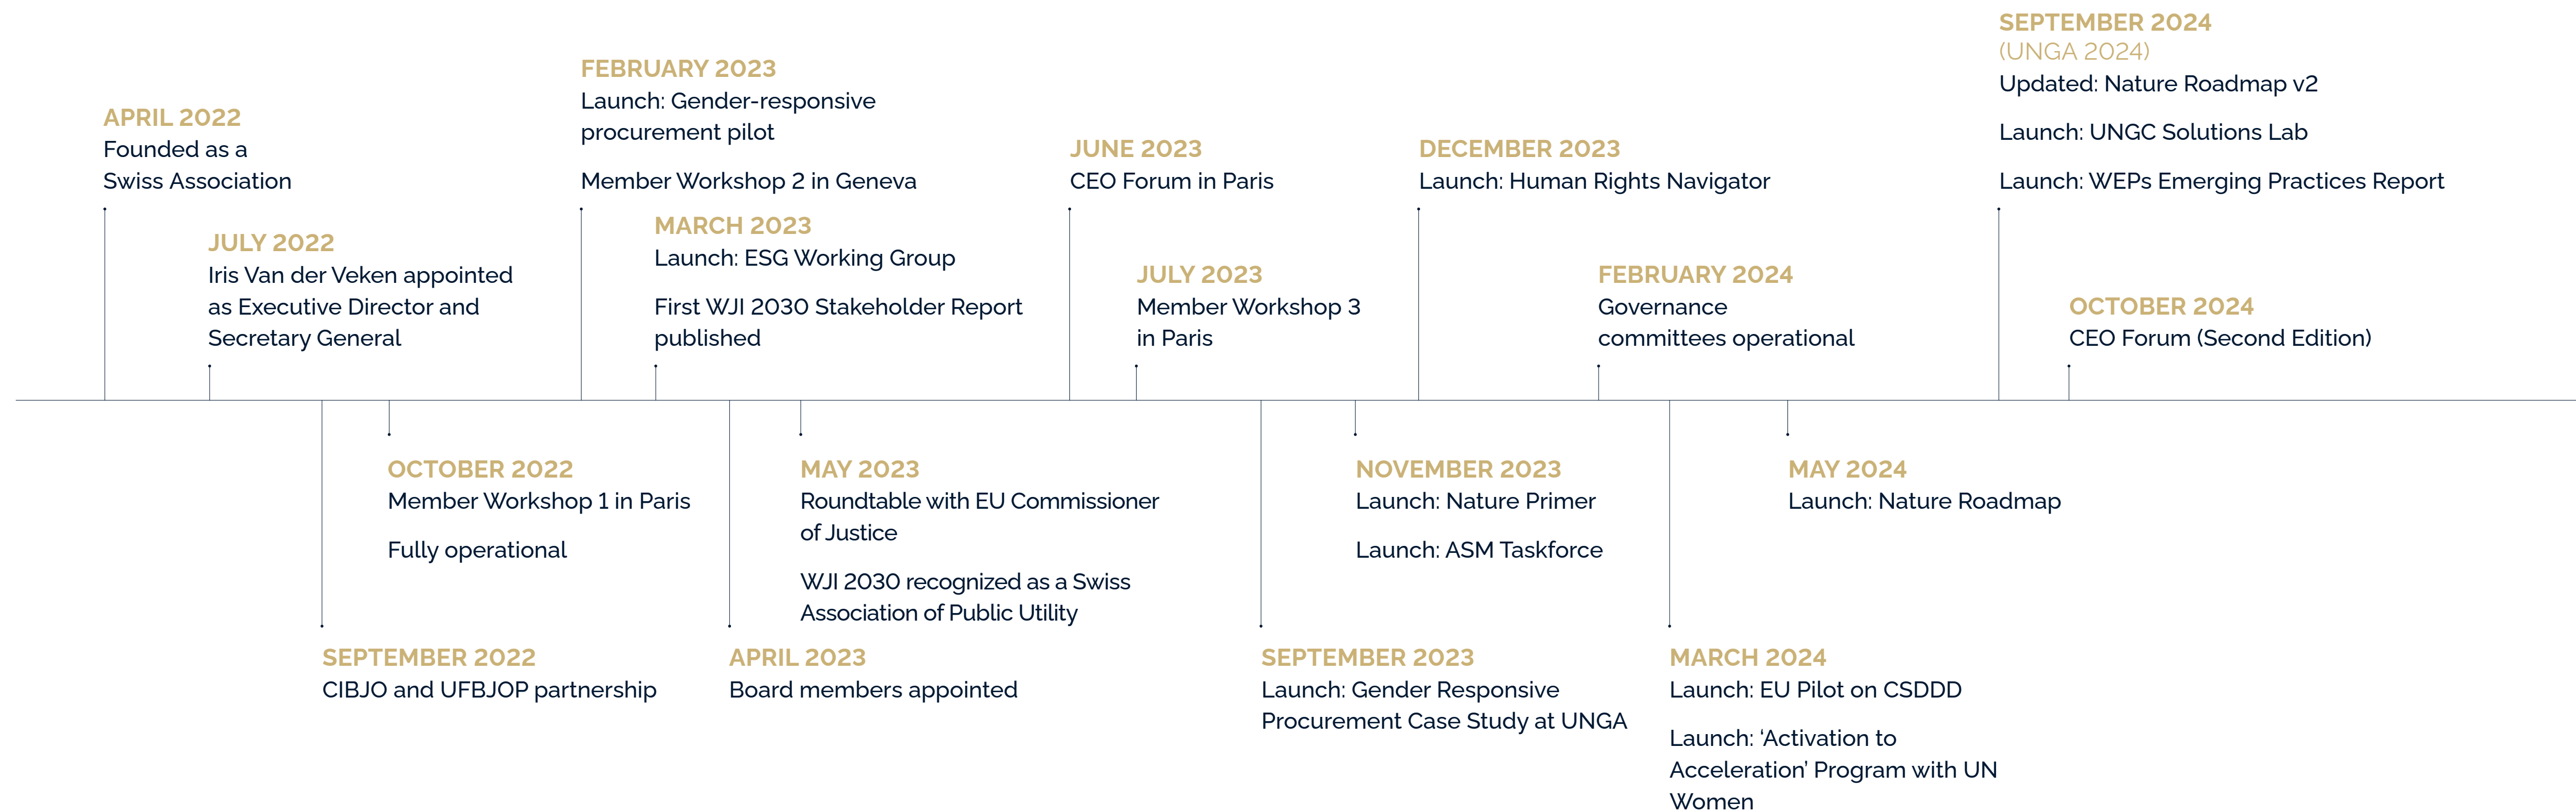 APRIL 2022
Founded as a
Swiss Association
JULY 2022
Iris Van der Veken appointed
as Executive Director and
Secretary General
SEPTEMBER 2022
CIBJO and UFBJOP partnership
OCTOBER 2022
Member Workshop 1 in Paris
Fully operational
FEBRUARY 2023
Launch: Gender-responsive
procurement pilot
Member Workshop 2 in Geneva
MARCH 2023
Launch: ESG Working Group
First WJI 2030 Stakeholder Report
published
APRIL 2023
Board members appointed
MAY 2023
Roundtable with EU Commissioner
of Justice
WJI 2030 recognized as a Swiss
Association of Public Utility
JUNE 2023
CEO Forum in Paris
JULY 2023
Member Workshop 3
in Paris
SEPTEMBER 2023
Launch: Gender Responsive
Procurement Case Study at UNGA
NOVEMBER 2023
Launch: Nature Primer
Launch: ASM Taskforce
DECEMBER 2023
Launch: Human Rights Navigator
FEBRUARY 2024
Governance
committees operational
MARCH 2024
Launch: EU Pilot on CSDDD
Launch: ‘Activation to
Acceleration’ Program with UN
Women
MAY 2024
Launch: Nature Roadmap
SEPTEMBER 2024
(UNGA 2024)
Updated: Nature Roadmap v2
Launch: UNGC Solutions Lab
Launch: WEPs Emerging Practices Report
OCTOBER 2024
CEO Forum (Second Edition)